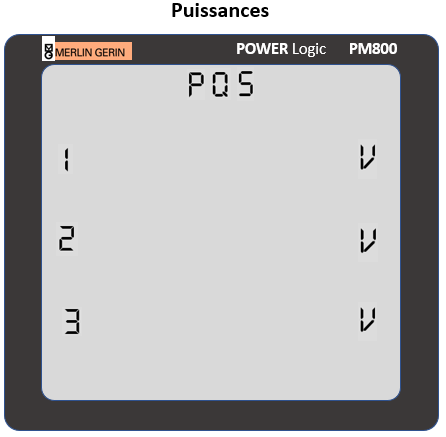 Puissances
MERLIN GERIN POWER Logic PM800
PQS
1 V
2 V
3 V